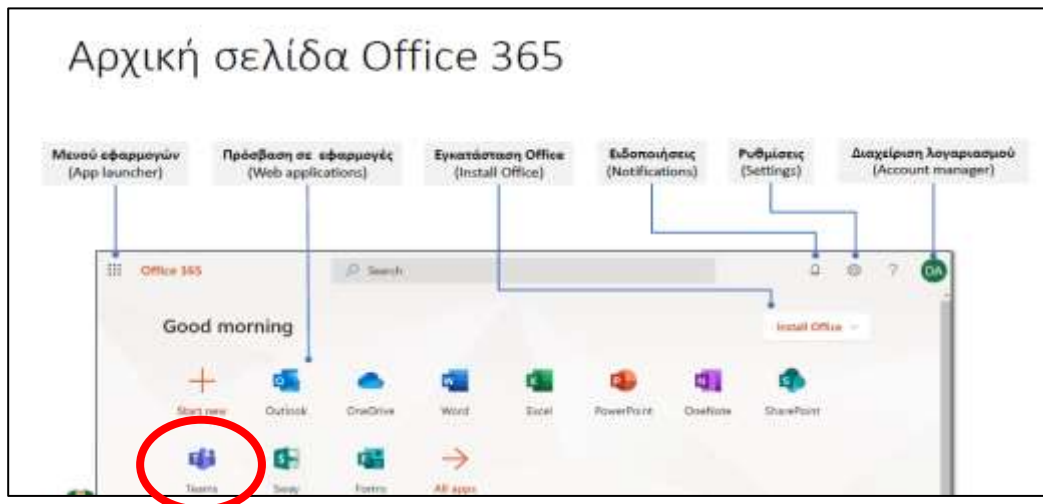 Αρχική σελίδα Office 365
Μενού εφαρμογών
(App launcher)
Πρόσβαση σε εφαρμογές
(Web applications)
Εγκατάσταση Office
(Install Office)
Ειδοποιήσεις
(Notifications)
Ρυθμίσεις
(Settings)
Διαχείριση λογαριασμού
(Account manager)
Office 365
Search
?
DA
Good morning
Install Office
Start new
Outlook
OneDrive
Word
Excel
PowerPoint
OneNote
SharePoint
Teams
Sway
Forms
All apps